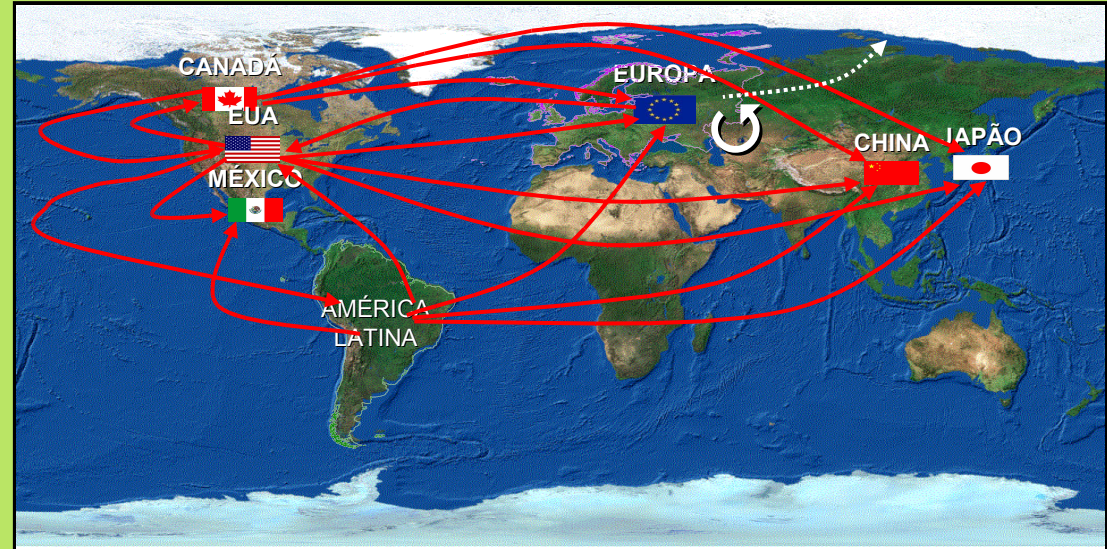 CANADÁ
EUA
MÉXICO
AMÉRICA
LATINA
EUROPA
CHINA
JAPÃO